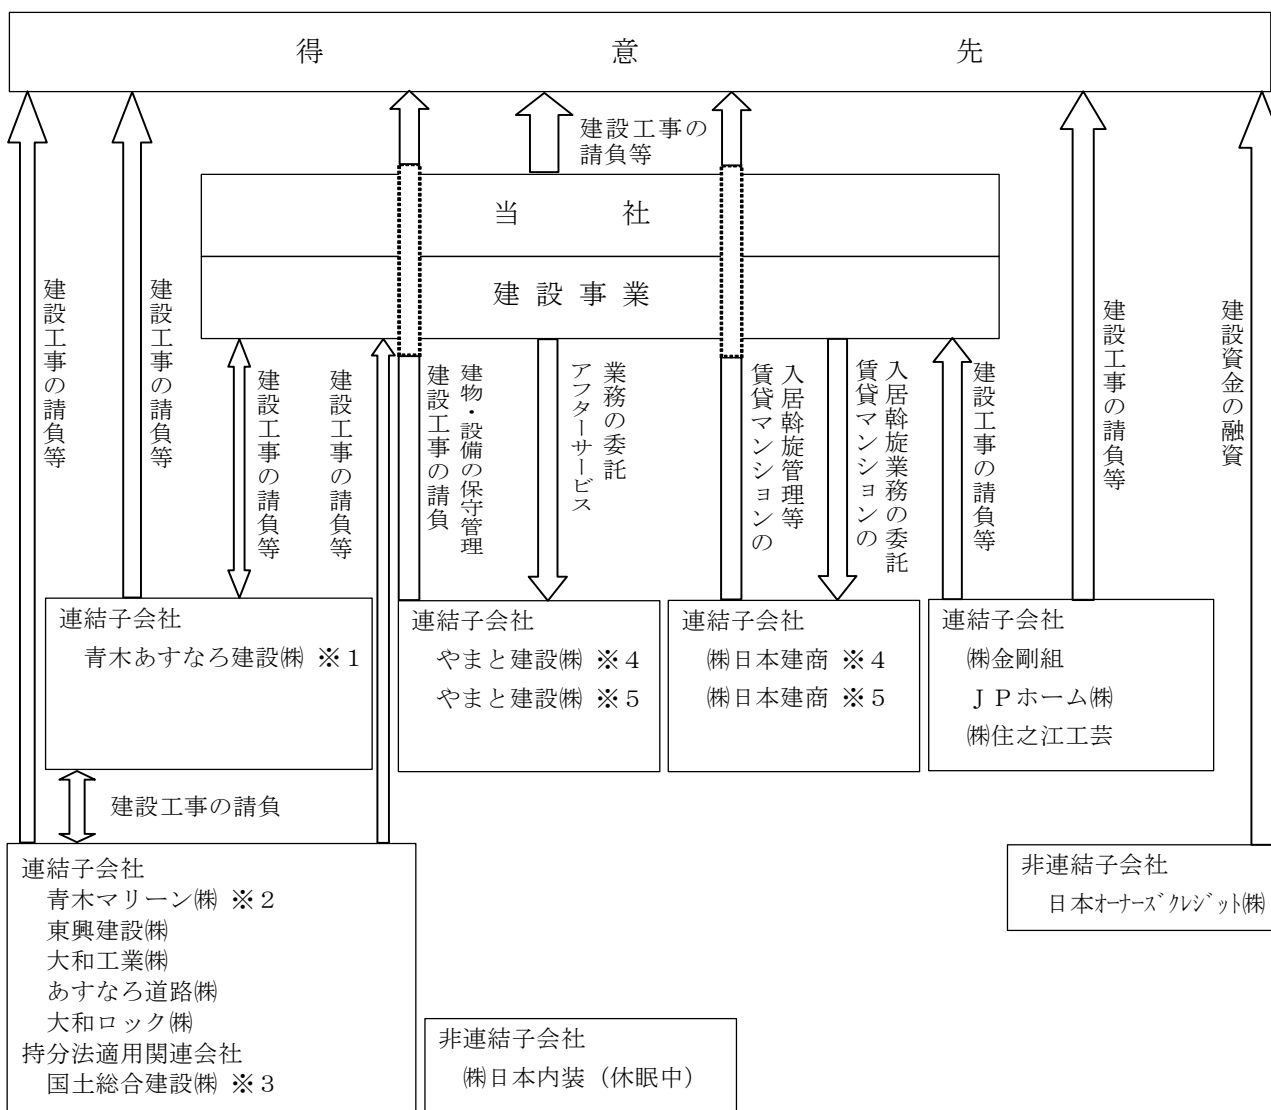 得意先
建設工事の
請負等
当社
建設事業
建設工事の請負等
建設工事の請負等
建設工事の請負等
建設工事の請負等
建設工事の請負
建物・設備の保守管理
アフターサービス
業務の委託
賃貸マンションの
入居斡旋管理等
賃貸マンションの
入居斡旋業務の委託
建設工事の請負等
建設工事の請負等
建設資金の融資
連結子会社
青木あすなろ建設㈱ ※1
連結子会社
やまと建設㈱ ※4
やまと建設㈱ ※5
連結子会社
㈱日本建商 ※4
㈱日本建商 ※5
連結子会社
㈱金剛組
JPホーム㈱
㈱住之江工芸
建設工事の請負
連結子会社
青木マリーン㈱ ※2
東興建設㈱
大和工業㈱
あすなろ道路㈱
大和ロック㈱
持分法適用関連会社
国土総合建設㈱ ※3
非連結子会社
㈱日本内装(休眠中)
非連結子会社
日本ｵｰﾅｰｽﾞｸﾚｼﾞｯﾄ㈱